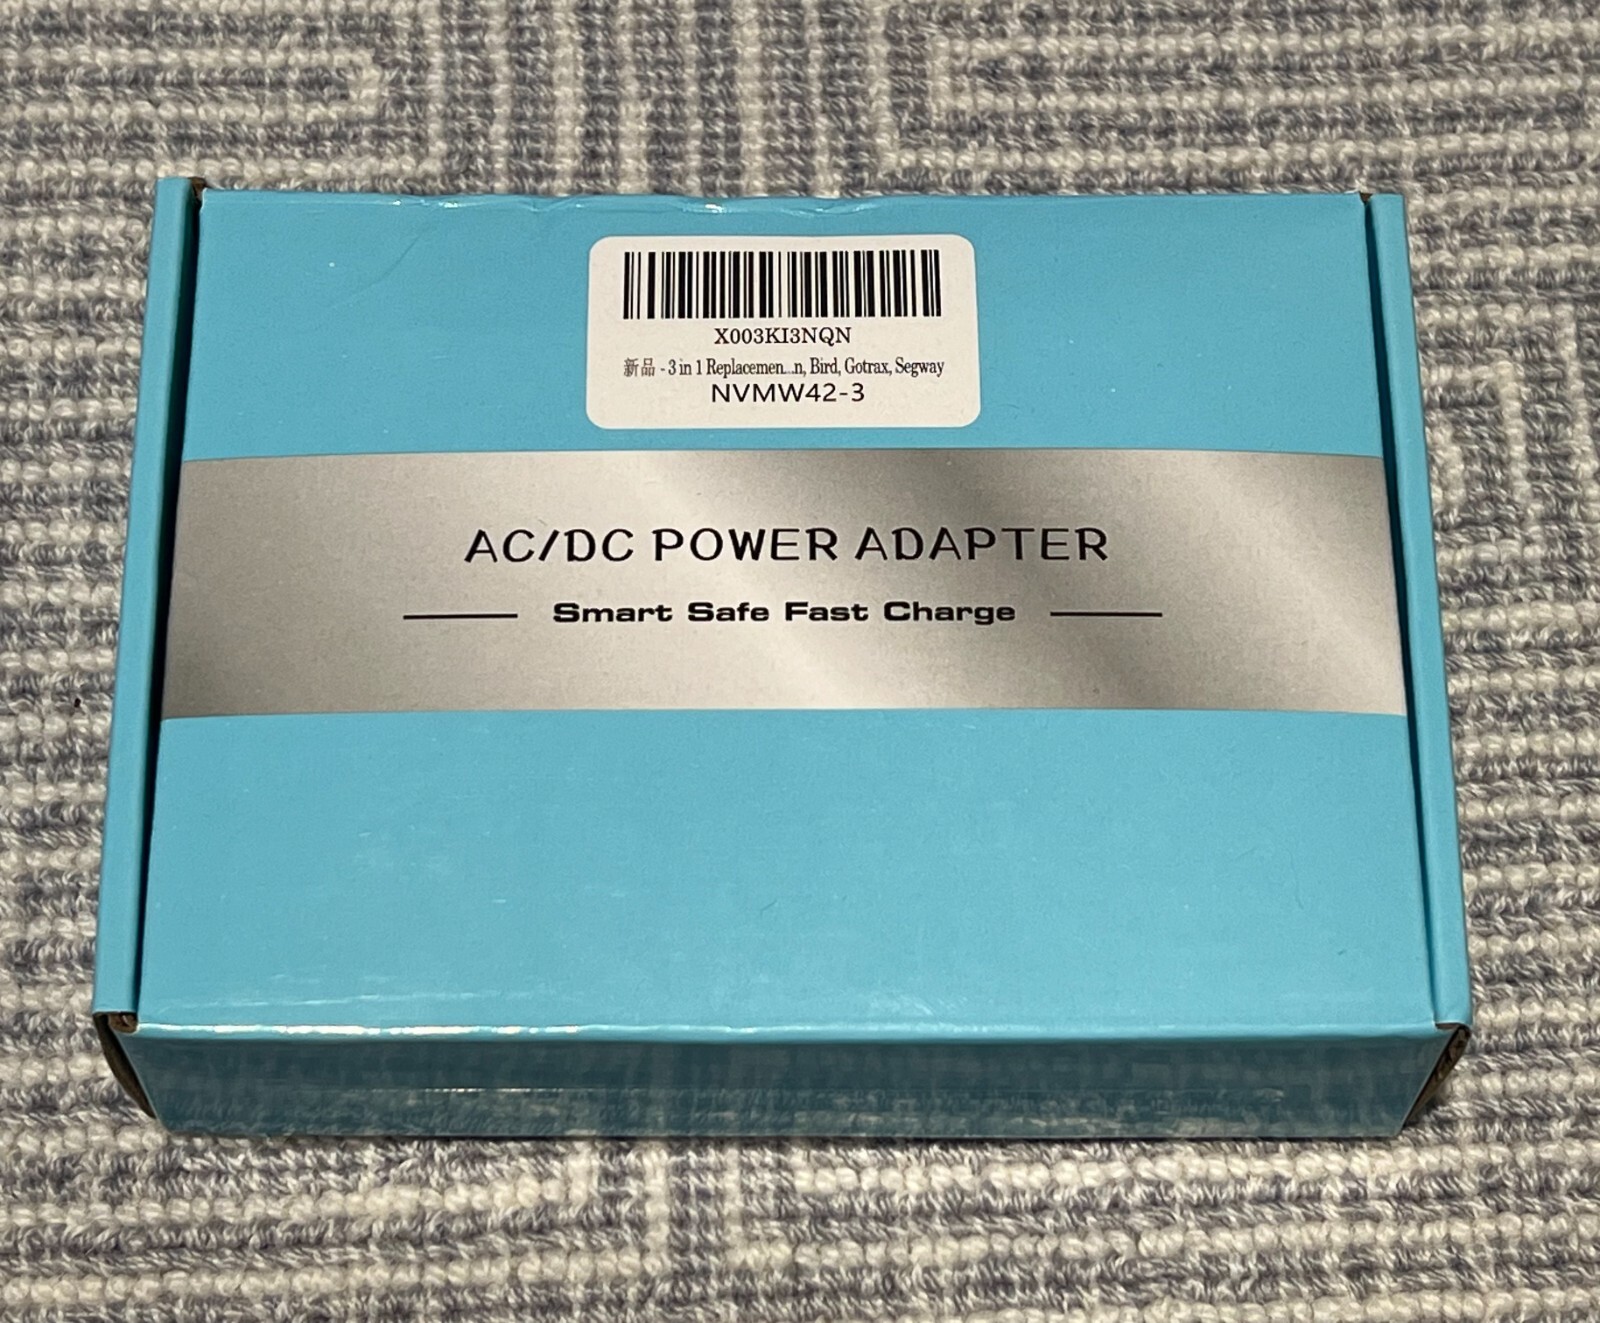 X003KI3NQN
新品 - 3 in 1 Replacemen...n, Bird, Gotrax, Segway
NVMW42-3
AC/DC POWER ADAPTER
Smart Safe Fast Charge